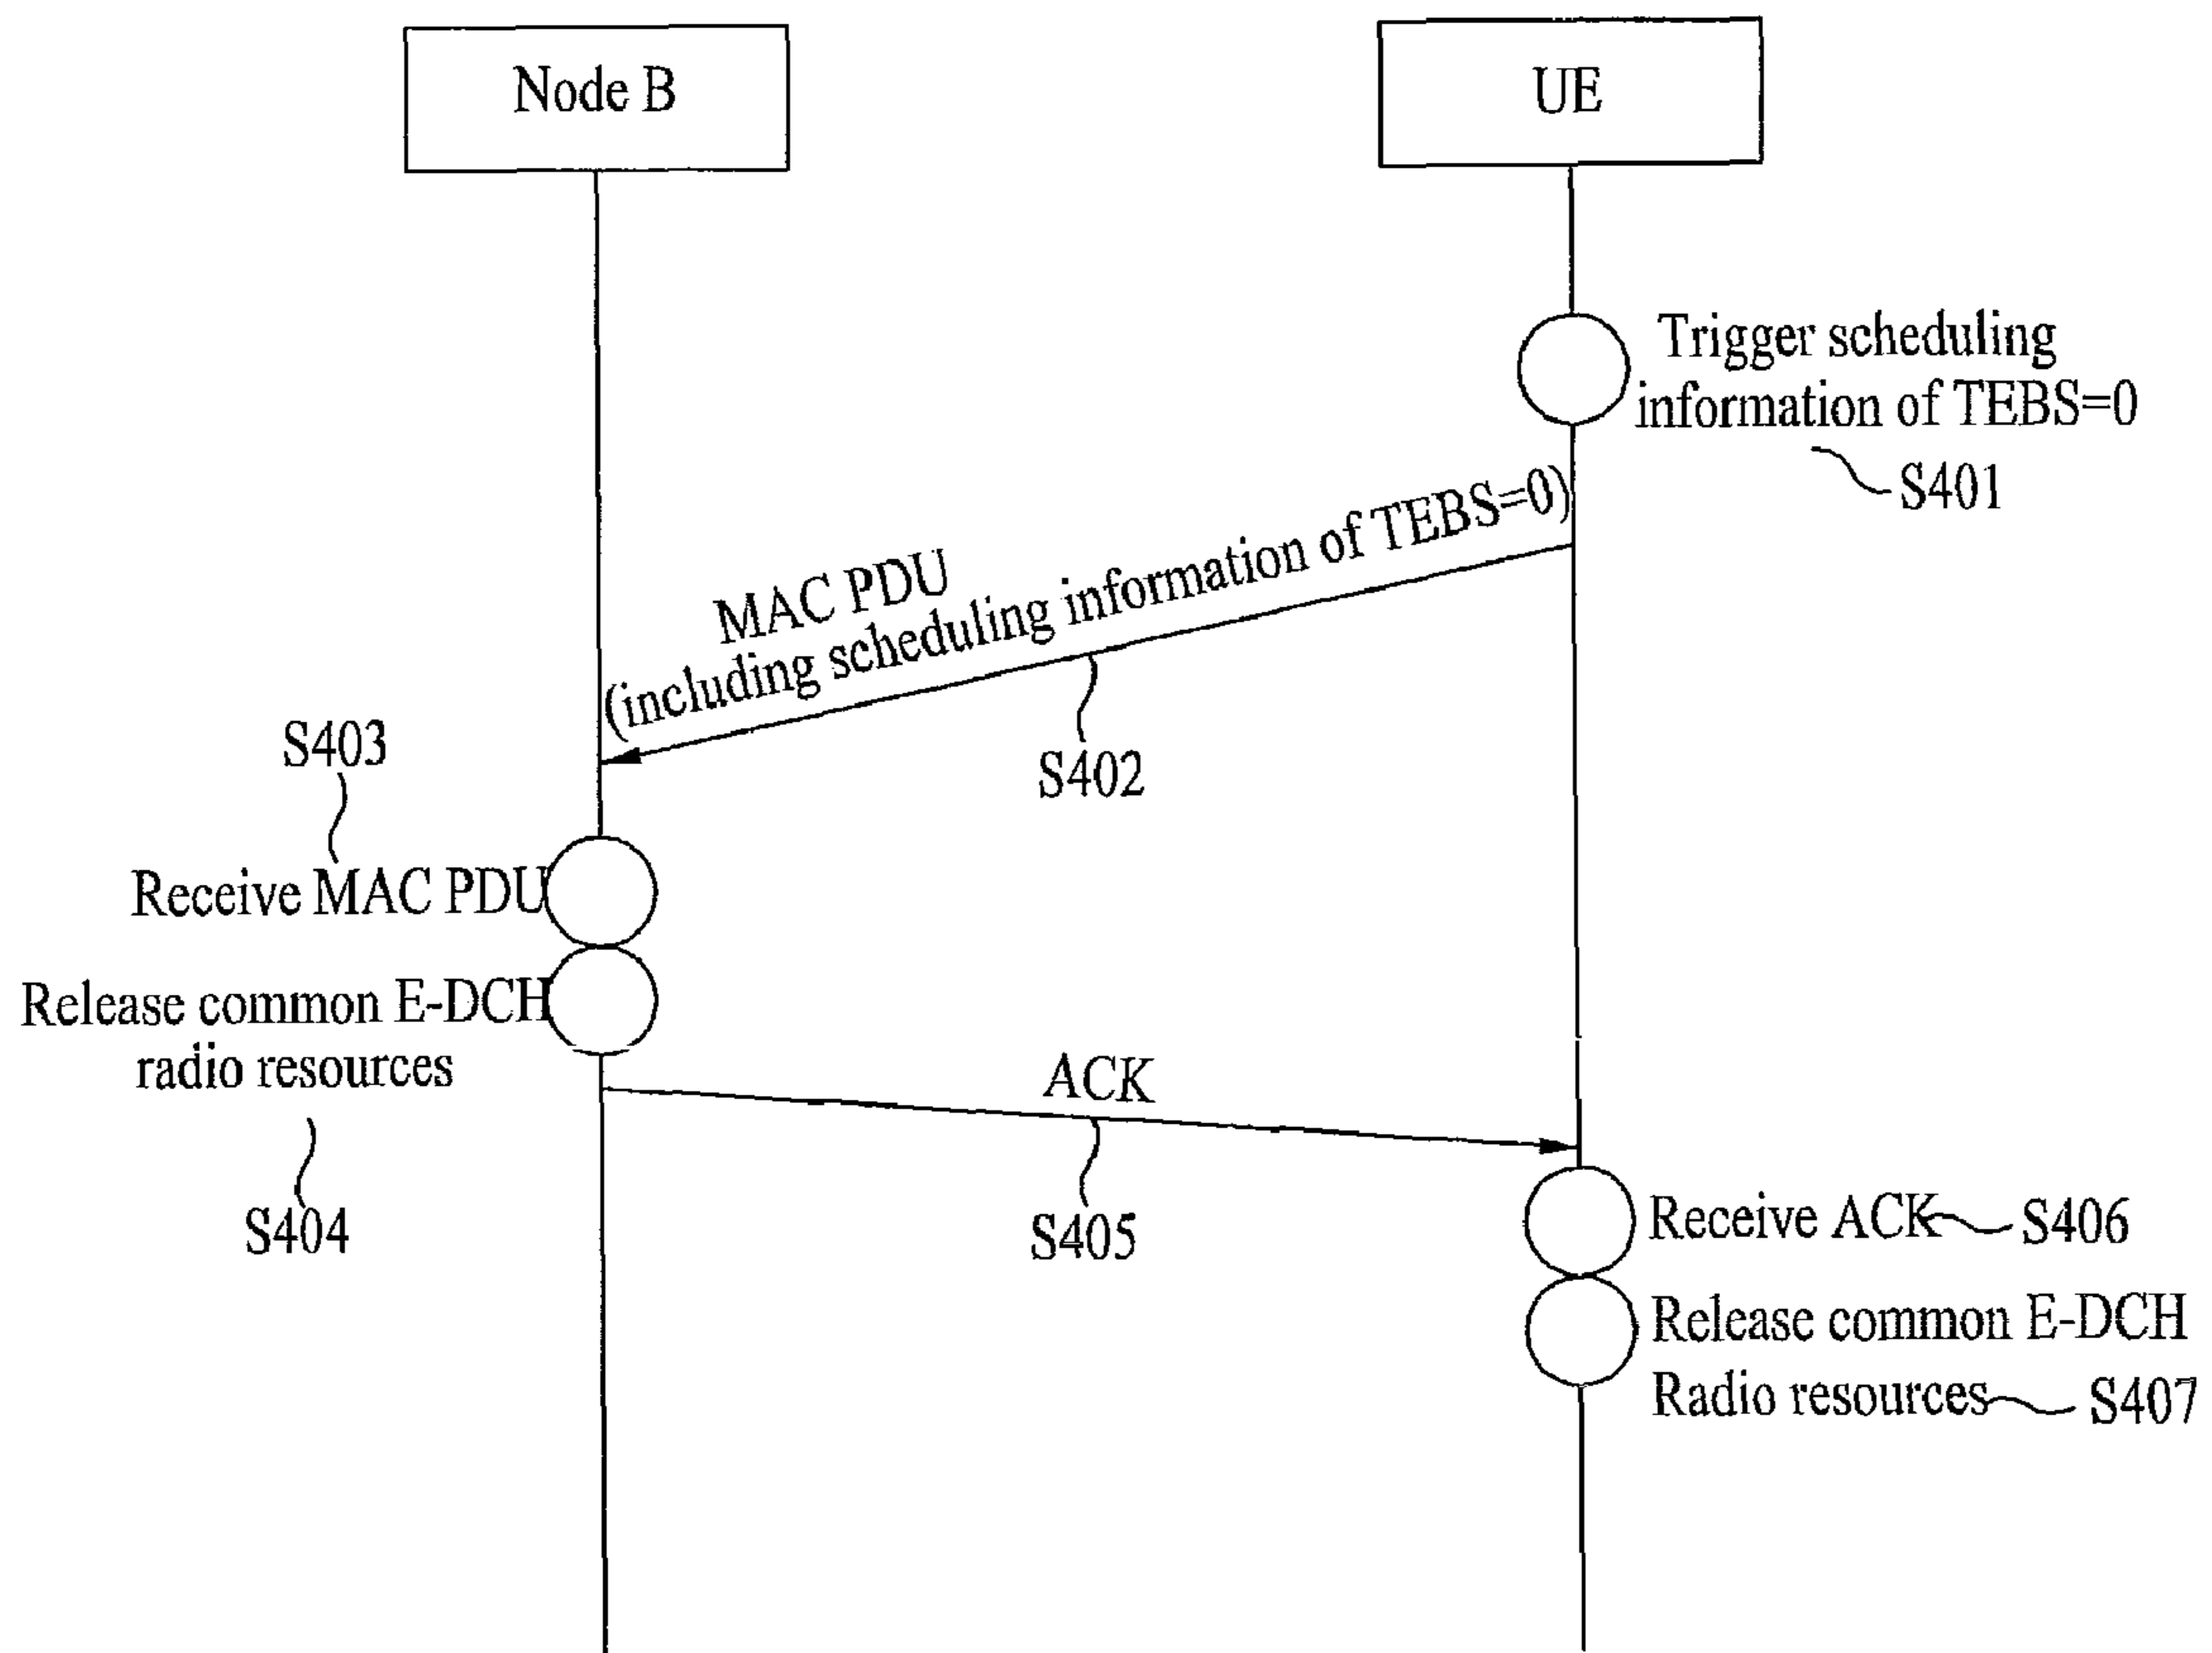 Node B
UE
Trigger scheduling
information of TEBS=0
S401
MAC PDU
(including scheduling information of TEBS=0)
S402
S403
Receive MAC PDU
Release common E-DCH
radio resources
S404
ACK
S405
Receive ACK
S406
Release common E-DCH
Radio resources
S407